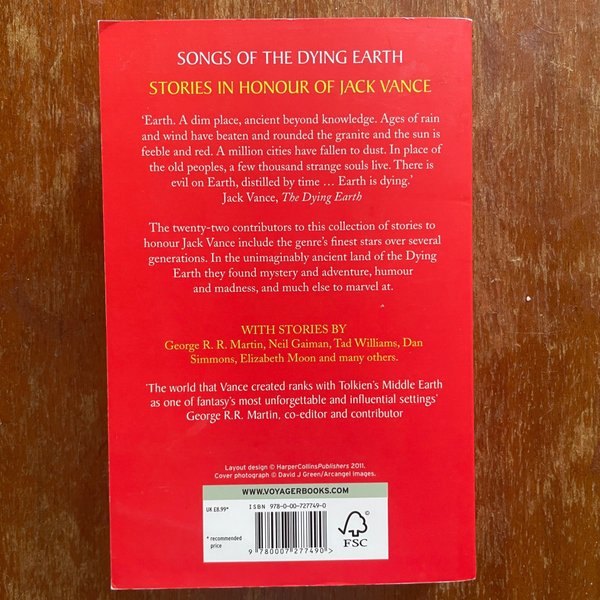 SONGS OF THE DYING EARTH
STORIES IN HONOUR OF JACK VANCE
‘Earth. A dim place, ancient beyond knowledge. Ages of rain
and wind have beaten and rounded the granite and the sun is
feeble and red. A million cities have fallen to dust. In place of
the old peoples, a few thousand strange souls live. There is
evil on Earth, distilled by time … Earth is dying.’
Jack Vance, The Dying Earth
The twenty-two contributors to this collection of stories to
honour Jack Vance include the genre’s finest stars over several
generations. In the unimaginably ancient land of the Dying
Earth they found mystery and adventure, humour
and madness, and much else to marvel at.
WITH STORIES BY
George R. R. Martin, Neil Gaiman, Tad Williams, Dan
Simmons, Elizabeth Moon and many others.
‘The world that Vance created ranks with Tolkien’s Middle Earth
as one of fantasy’s most unforgettable and influential settings’
George R.R. Martin, co-editor and contributor
Layout design © HarperCollinsPublishers 2011.
Cover photograph © David J Green/Arcangel Images.
WWW.VOYAGERBOOKS.COM
ISBN 978-0-00-727749-0
UK £8.99*
* recommended
price
9 780007 277490 >
FSC